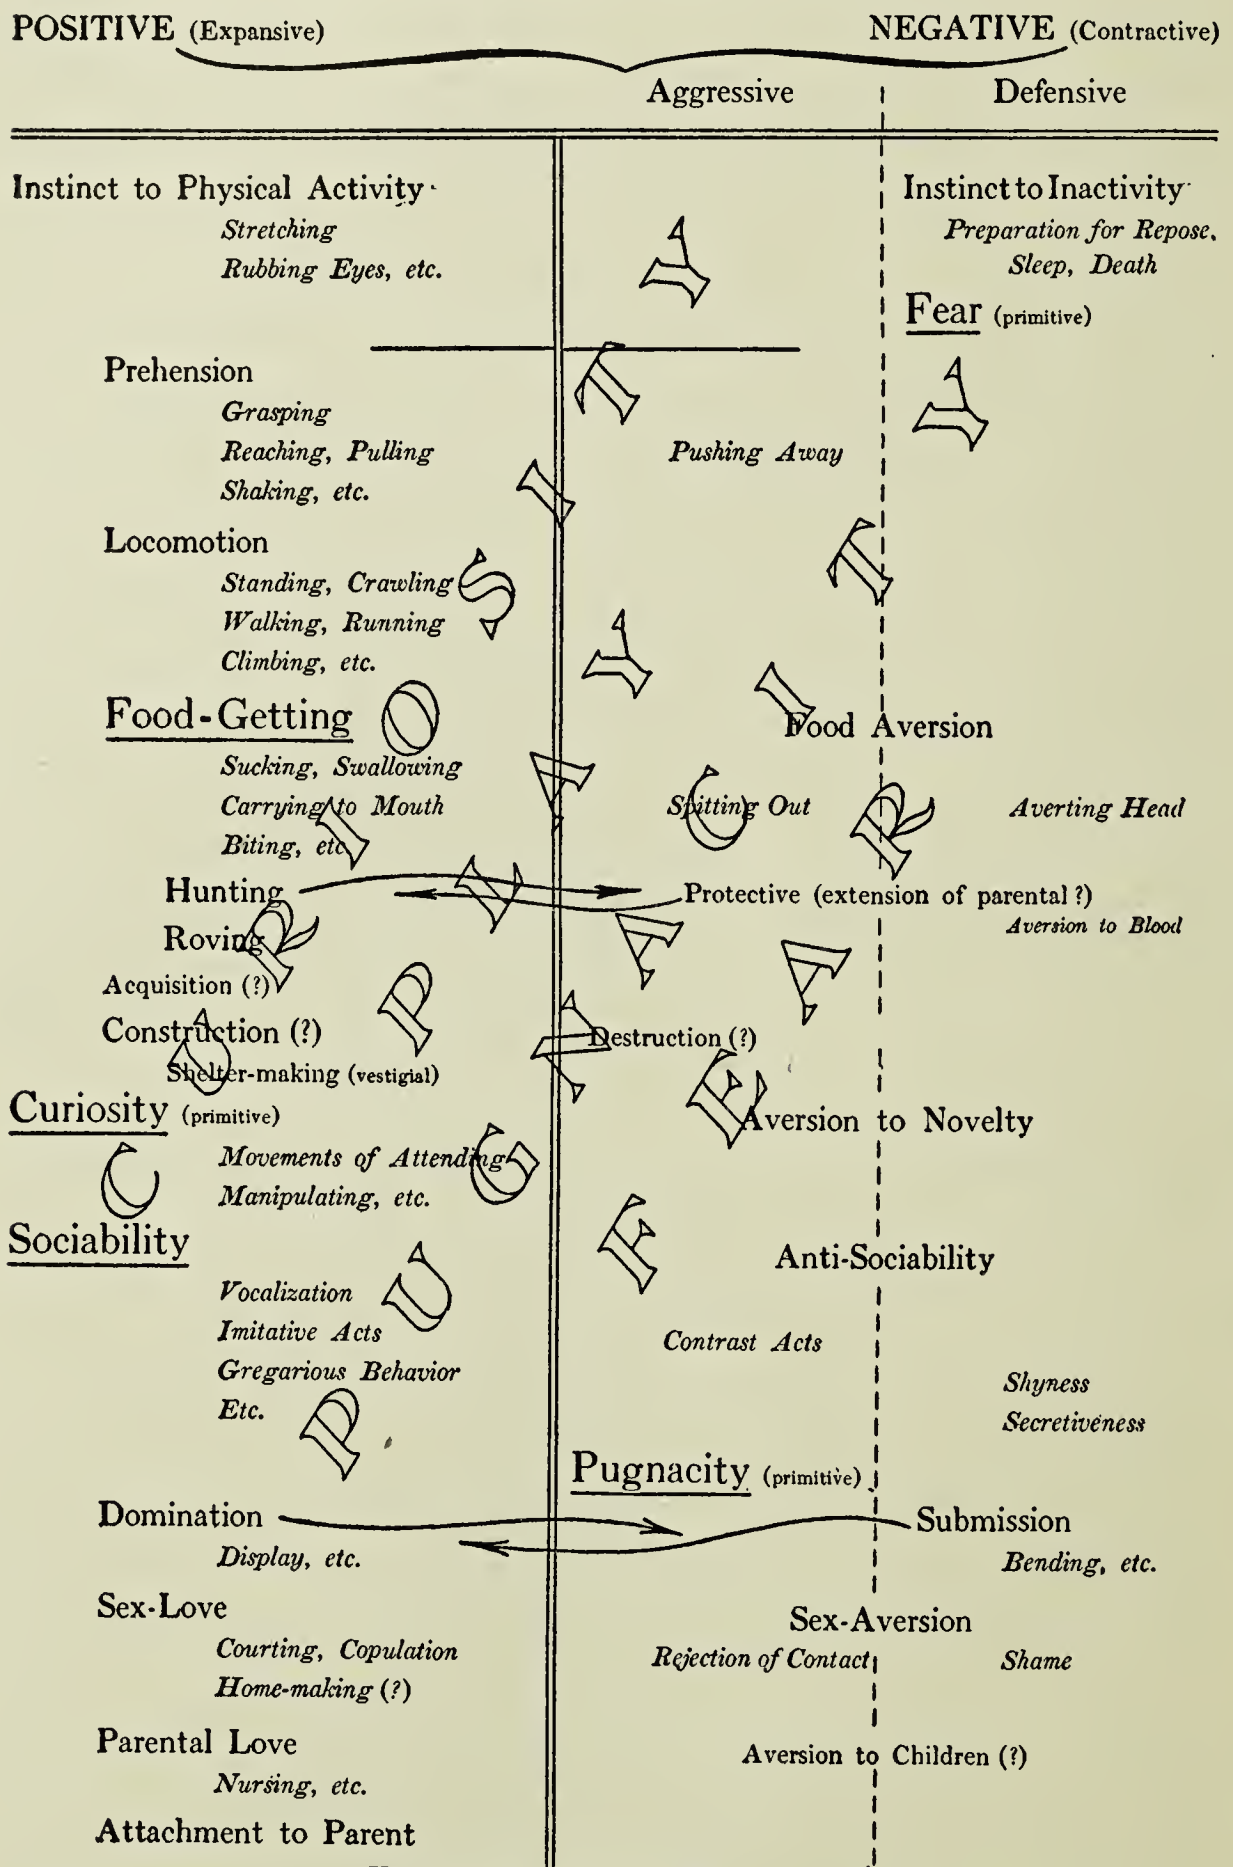 POSITIVE (Expansive) NEGATIVE (Contractive)
Aggressive Defensive
Instinct to Physical Activity Instinct to Inactivity
Stretching Preparation for Repose,
Rubbing Eyes, etc. Sleep, Death
Fear (primitive)
Prehension
Grasping
Reaching, Pulling Pushing Away
Shaking, etc.
Locomotion
Standing, Crawling
Walking, Running
Climbing, etc.
Food-Getting Food Aversion
Sucking, Swallowing
Carrying to Mouth Spitting Out Averting Head
Biting, etc.
Hunting Protective (extension of parental ?)
Roving Aversion to Blood
Acquisition (?)
Construction (?) Destruction (?)
Shelter-making (vestigial)
Curiosity (primitive) Aversion to Novelty
Movements of Attending
Manipulating, etc.
Sociability Anti-Sociability
Vocalization
Imitative Acts Contrast Acts
Gregarious Behavior Shyness
Etc. Secretiveness
Pugnacity (primitive)
Domination Submission
Display, etc. Bending, etc.
Sex-Love Sex-Aversion
Courting, Copulation Rejection of Contact Shame
Home-making (?)
Parental Love Aversion to Children (?)
Nursing, etc.
Attachment to Parent
CURIOSITY
PLAY
PUGNACITY
FEAR